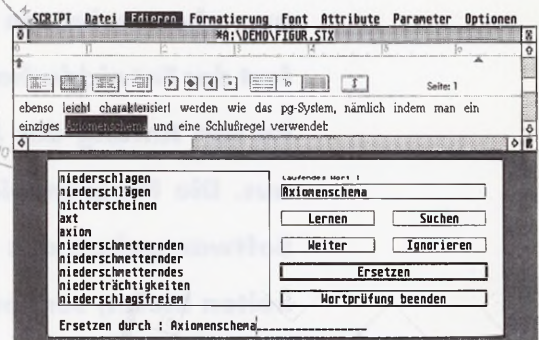 SCRIPT Datei Edieren Formatierung Font Attribute Parameter Optionen
*A:\DEMO\FIGUR.STX
Seite: 1
ebenso leicht charakterisiert werden wie das pg-System, nämlich indem man ein
einziges Axiomenschema und eine Schlußregel verwendet:
niederschlagen
niederschlägen
nichterscheinen
axt
axiom
niederschmetternden
niederschmetternder
niederschmetterndes
niederträchtigkeiten
niederschlagsfreiem
Laufendes Wort :
Axiomenschema
Lernen Suchen
Weiter Ignorieren
Ersetzen
Wortprüfung beenden
Ersetzen durch : Axiomenschema